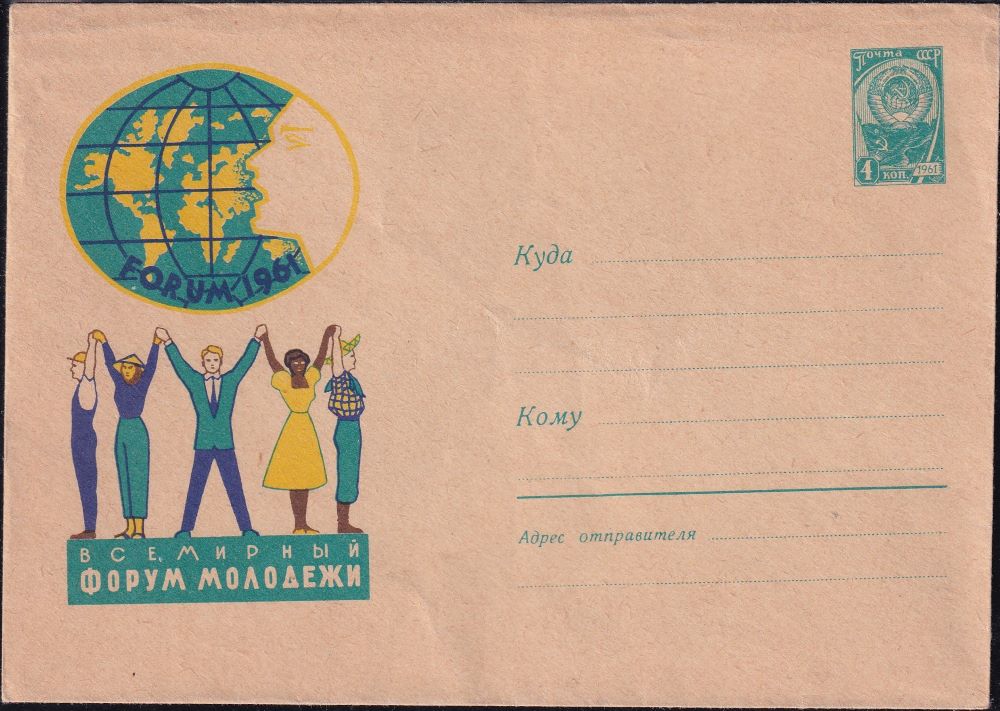 FORUM 1961
ВСЕМИРНЫЙ
ФОРУМ МОЛОДЕЖИ
Почта СССР
4 коп. 1961
Куда
Кому
Адрес отправителя